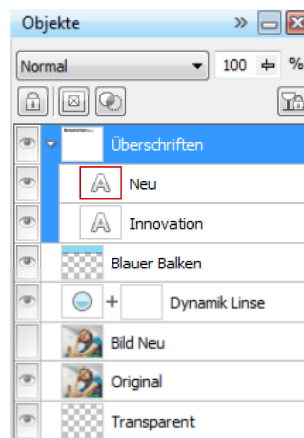 Objekte
Normal 100 %
Überschriften
Neu
Innovation
Blauer Balken
Dynamik Linse
Bild Neu
Original
Transparent